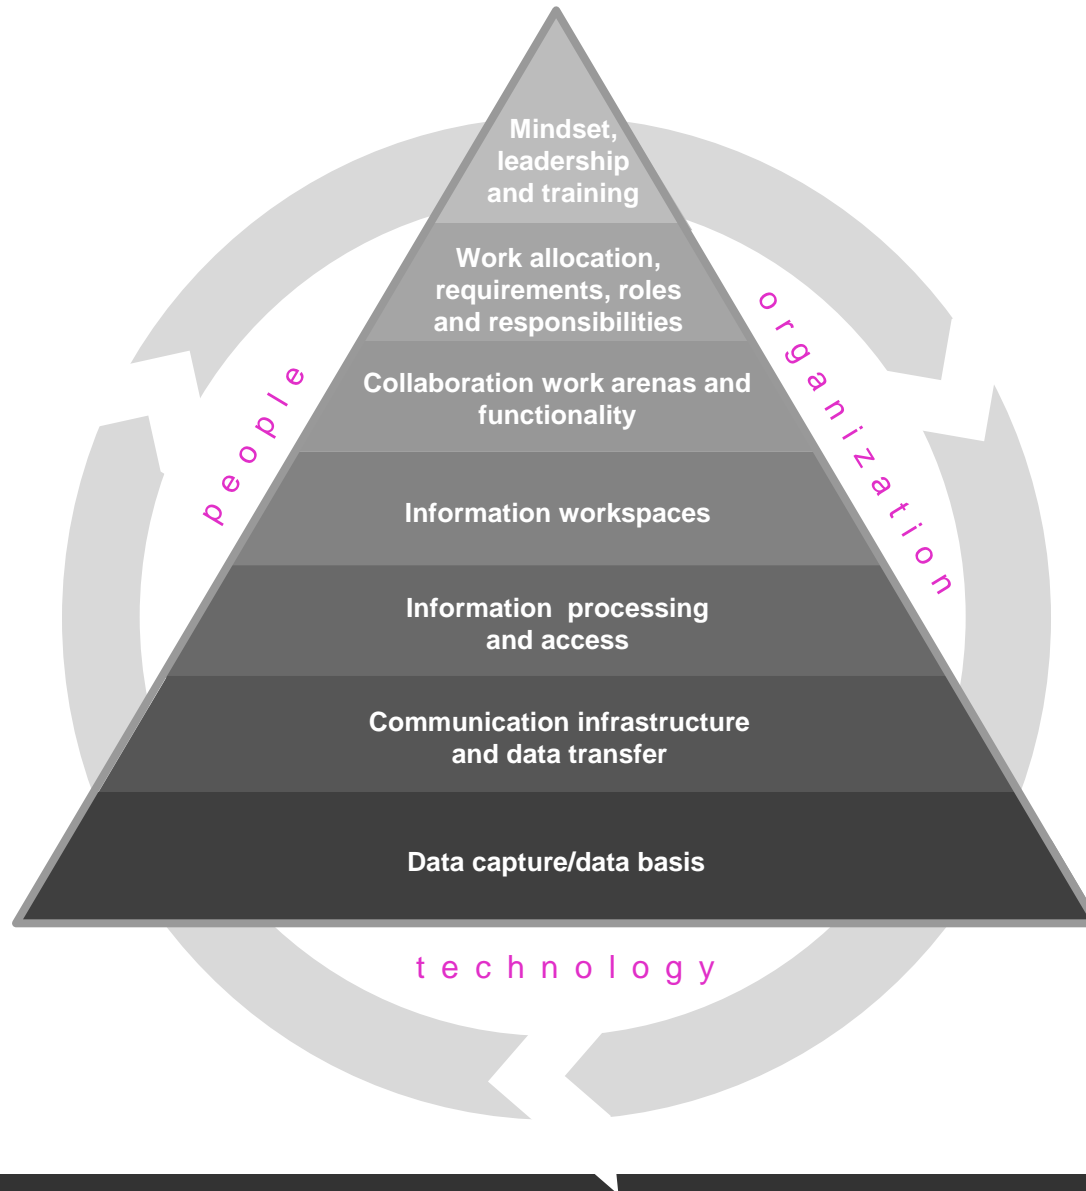 Mindset,
leadership
and training
Work allocation,
requirements, roles
and responsibilities
Collaboration work arenas and
functionality
Information workspaces
Information processing
and access
Communication infrastructure
and data transfer
Data capture/data basis
people
organization
technology